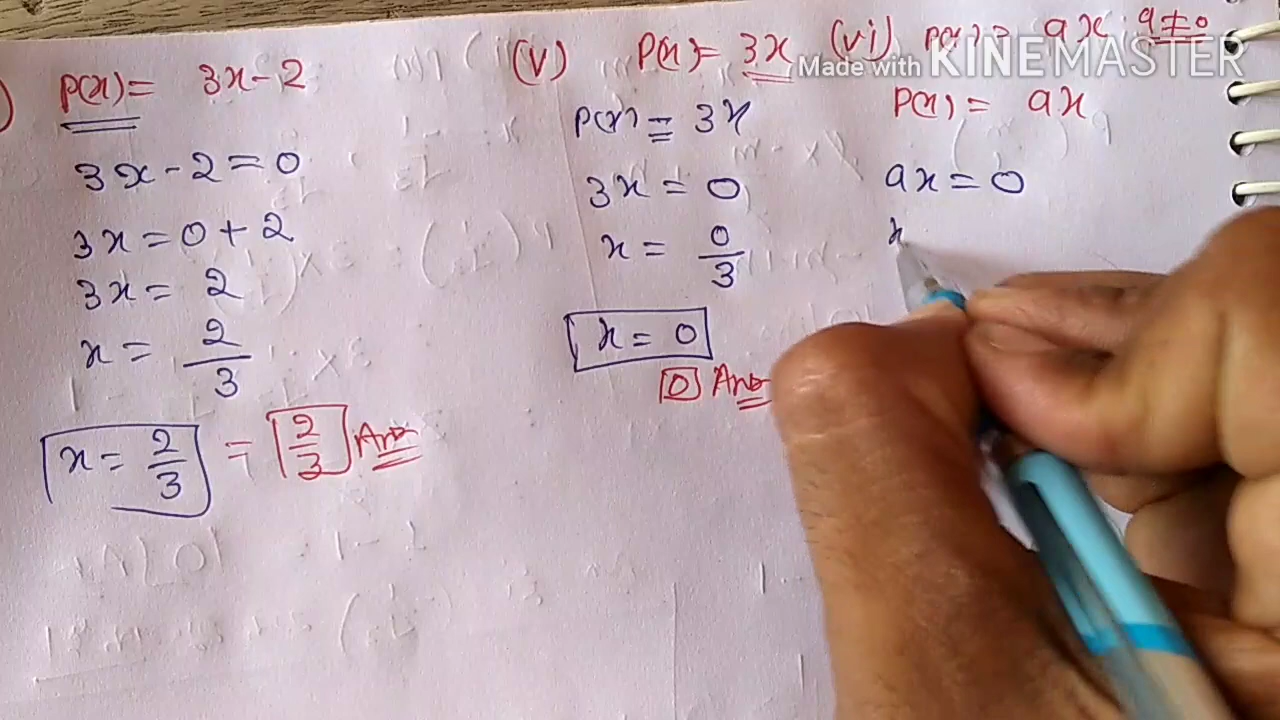 ) P(x) = 3x - 2
3x - 2 = 0
3x = 0 + 2
3x = 2
x = 2/3
x = 2/3 = 2/3 Ans
(v) P(x) = 3x
P(x) = 3x
3x = 0
x = 0/3
x = 0
0 Ans
(vi) P(x) = ax, a ≠ 0
Made with KINEMASTER
P(x) = ax
ax = 0
x